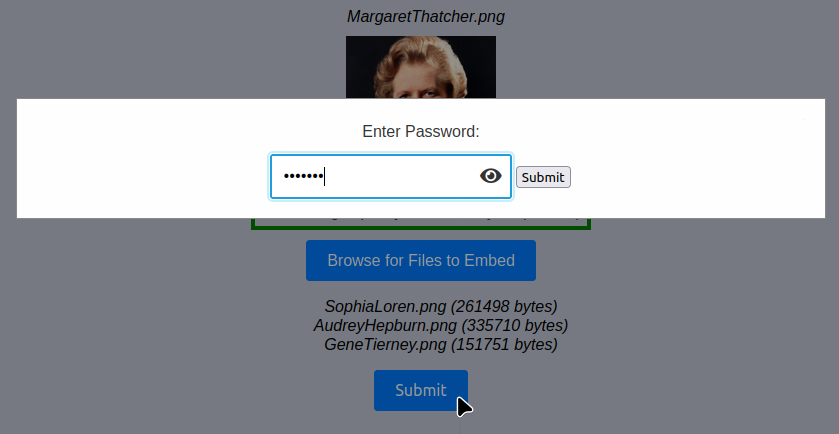 MargaretThatcher.png
Enter Password:
••••••• Submit
Browse for Files to Embed
SophiaLoren.png (261498 bytes)
AudreyHepburn.png (335710 bytes)
GeneTierney.png (151751 bytes)
Submit